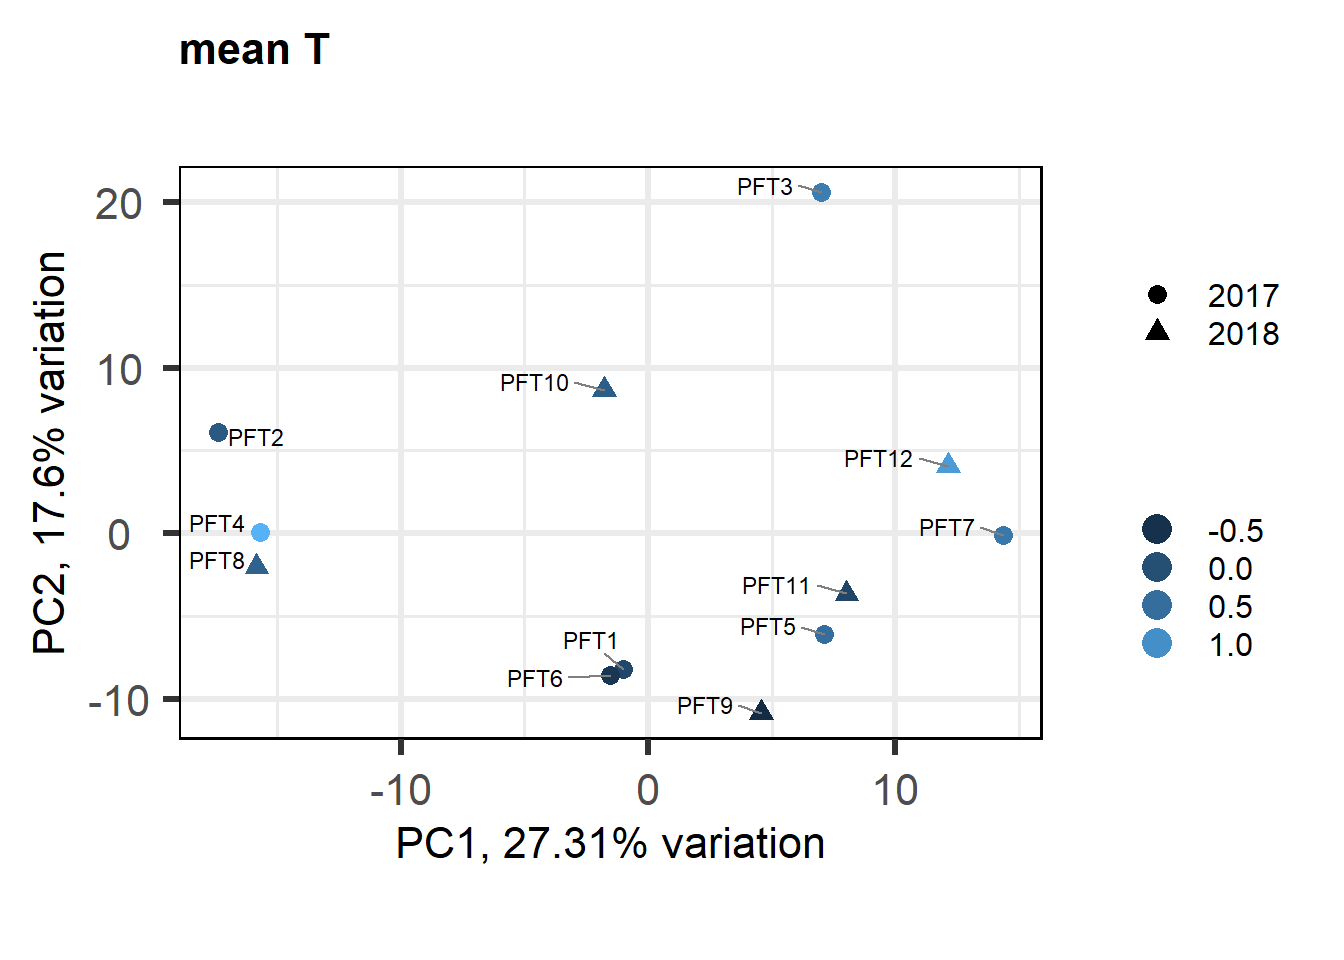 mean T
PC2, 17.6% variation
20
10
0
-10
PFT3
PFT10
PFT2
PFT12
PFT4
PFT7
PFT8
PFT11
PFT5
PFT1
PFT6
PFT9
-10
0
10
PC1, 27.31% variation
2017
2018
-0.5
0.0
0.5
1.0